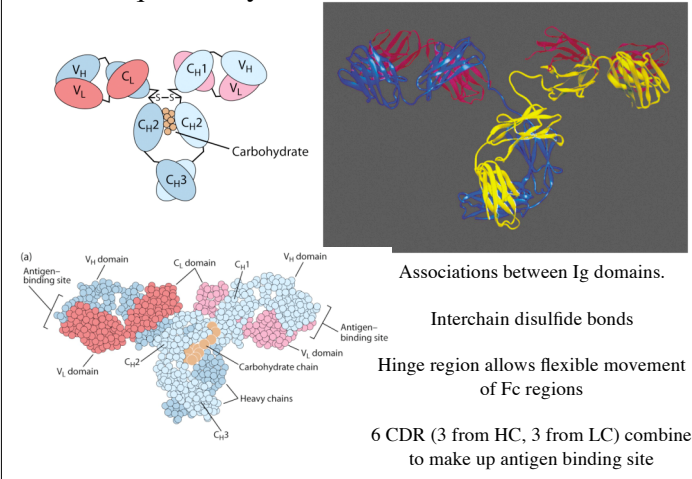 VH
VL
CL
CH1
VH
VL
S–S
CH2
CH2
Carbohydrate
CH3
(a)
Antigen–
binding site
VH domain
CL domain
CH1
VH domain
Antigen–
binding site
VL domain
CH2
Carbohydrate chain
VL domain
Heavy chains
CH3
Associations between Ig domains.
Interchain disulfide bonds
Hinge region allows flexible movement
of Fc regions
6 CDR (3 from HC, 3 from LC) combine
to make up antigen binding site